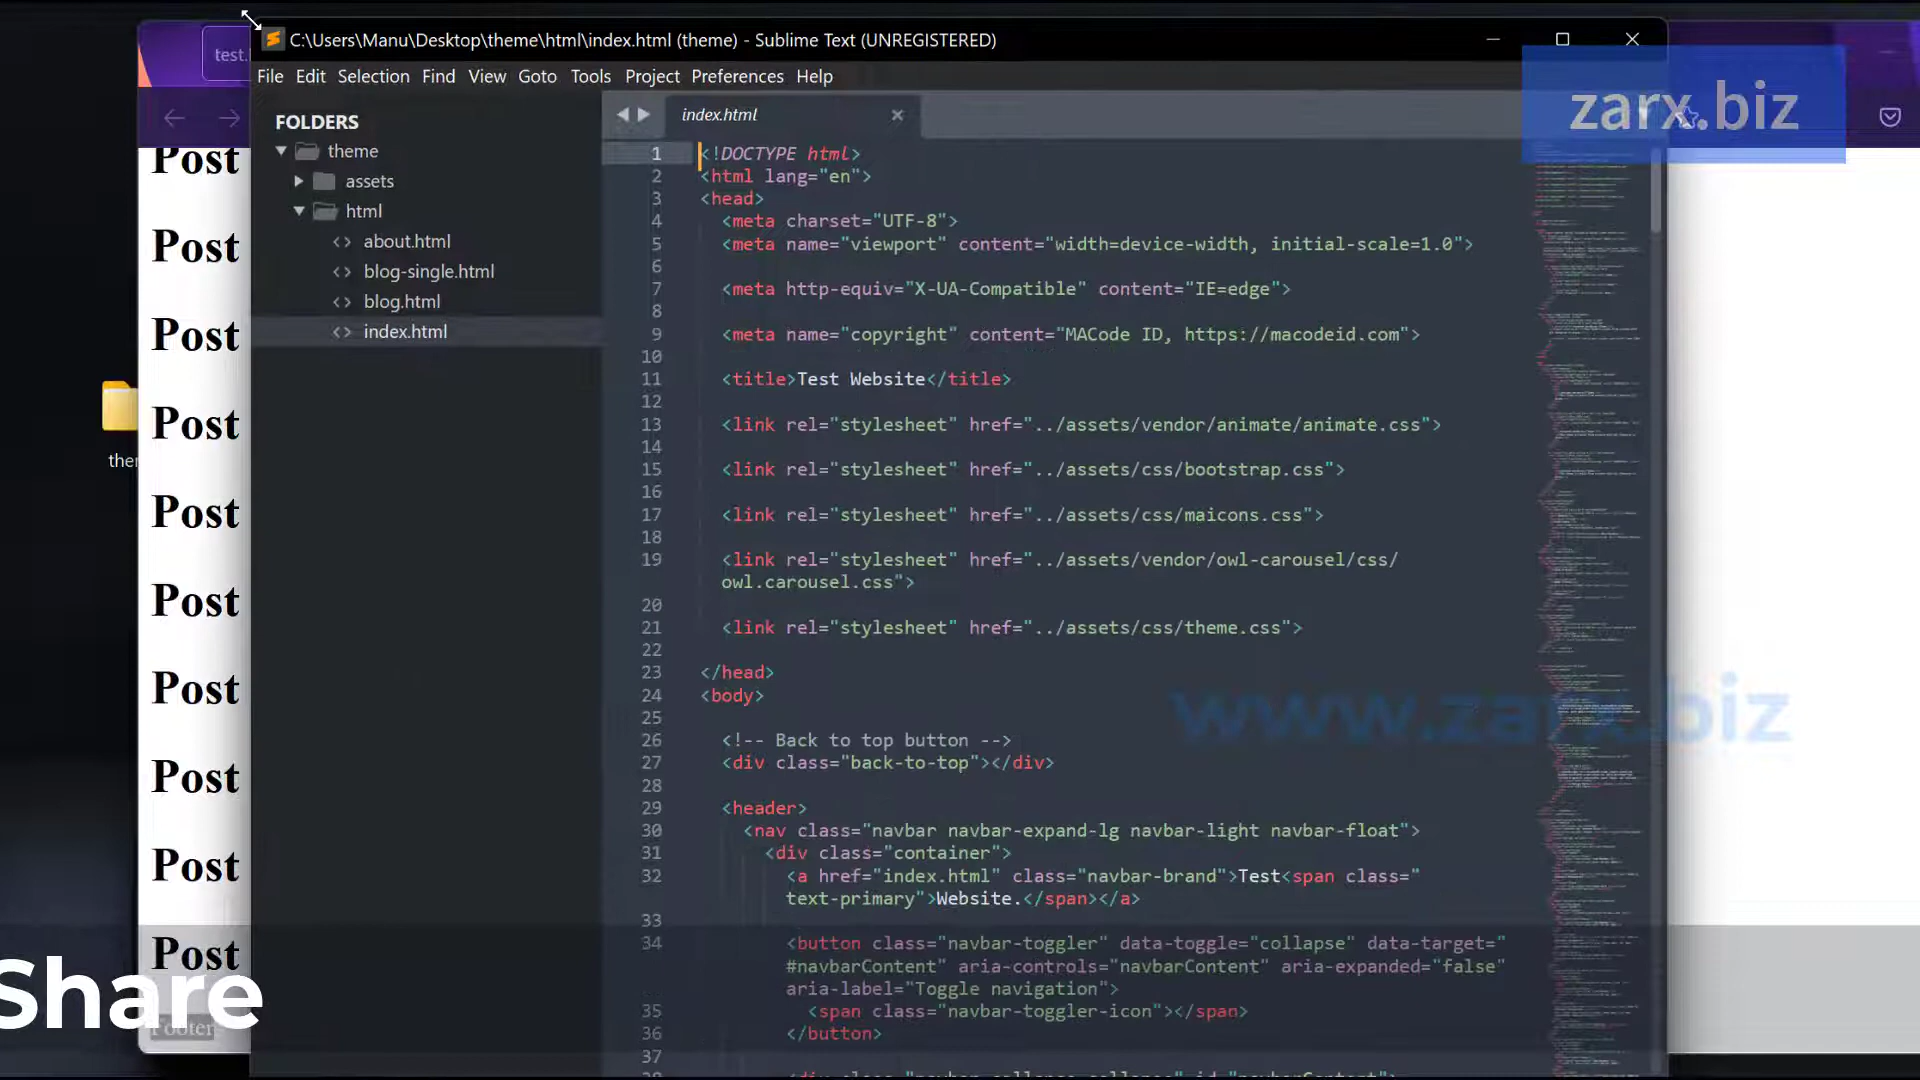 C:\Users\Manu\Desktop\theme\html\index.html (theme) - Sublime Text (UNREGISTERED)
test.
File Edit Selection Find View Goto Tools Project Preferences Help
zarx.biz
FOLDERS
theme
assets
html
about.html
blog-single.html
blog.html
index.html
index.html
1 <!DOCTYPE html>
2 <html lang="en">
3 <head>
4 <meta charset="UTF-8">
5 <meta name="viewport" content="width=device-width, initial-scale=1.0">
6
7 <meta http-equiv="X-UA-Compatible" content="IE=edge">
8
9 <meta name="copyright" content="MACode ID, https://macodeid.com">
10
11 <title>Test Website</title>
12
13 <link rel="stylesheet" href="../assets/vendor/animate/animate.css">
14
15 <link rel="stylesheet" href="../assets/css/bootstrap.css">
16
17 <link rel="stylesheet" href="../assets/css/maicons.css">
18
19 <link rel="stylesheet" href="../assets/vendor/owl-carousel/css/
owl.carousel.css">
20
21 <link rel="stylesheet" href="../assets/css/theme.css">
22
23 </head>
24 <body>
25
26 <!-- Back to top button -->
27 <div class="back-to-top"></div>
28
29 <header>
30 <nav class="navbar navbar-expand-lg navbar-light navbar-float">
31 <div class="container">
32 <a href="index.html" class="navbar-brand">Test<span class="
text-primary">Website.</span></a>
33
34 <button class="navbar-toggler" data-toggle="collapse" data-target="
#navbarContent" aria-controls="navbarContent" aria-expanded="false"
aria-label="Toggle navigation">
35 <span class="navbar-toggler-icon"></span>
36 </button>
37
38 <div class="navbar-collapse collapse" id="navbarContent">
Post
Post
Post
Post
Post
Post
Post
Post
Post
Post
Footer
Share
www.zarx.biz